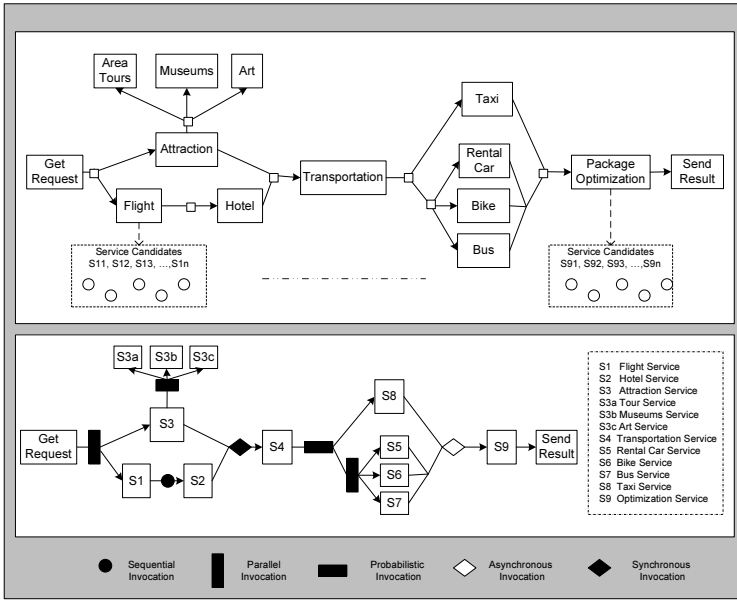 Area
Tours
Museums
Art
Get
Request
Attraction
Flight
Hotel
Transportation
Taxi
Rental
Car
Bike
Bus
Package
Optimization
Send
Result
Service Candidates
S11, S12, S13, …,S1n
Service Candidates
S91, S92, S93, …,S9n
S3a
S3b
S3c
Get
Request
S3
S1
S2
S4
S8
S5
S6
S7
S9
Send
Result
S1 Flight Service
S2 Hotel Service
S3 Attraction Service
S3a Tour Service
S3b Museums Service
S3c Art Service
S4 Transportation Service
S5 Rental Car Service
S6 Bike Service
S7 Bus Service
S8 Taxi Service
S9 Optimization Service
Sequential
Invocation
Parallel
Invocation
Probabilistic
Invocation
Asynchronous
Invocation
Synchronous
Invocation